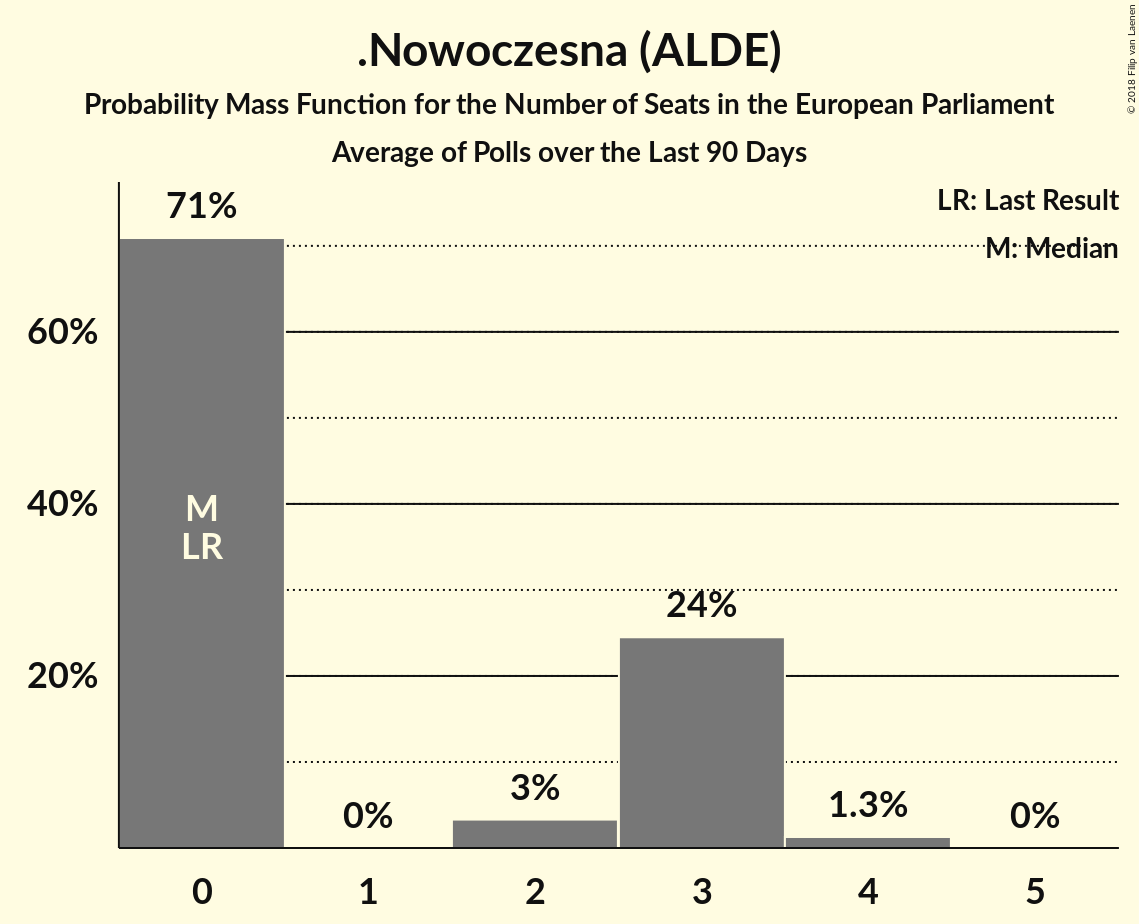 .Nowoczesna (ALDE)
Probability Mass Function for the Number of Seats in the European Parliament
Average of Polls over the Last 90 Days
© 2018 Filip van Laenen
LR: Last Result
M: Median
71%
60%
40%
20%
M
LR
0%
3%
24%
1.3%
0%
0 1 2 3 4 5